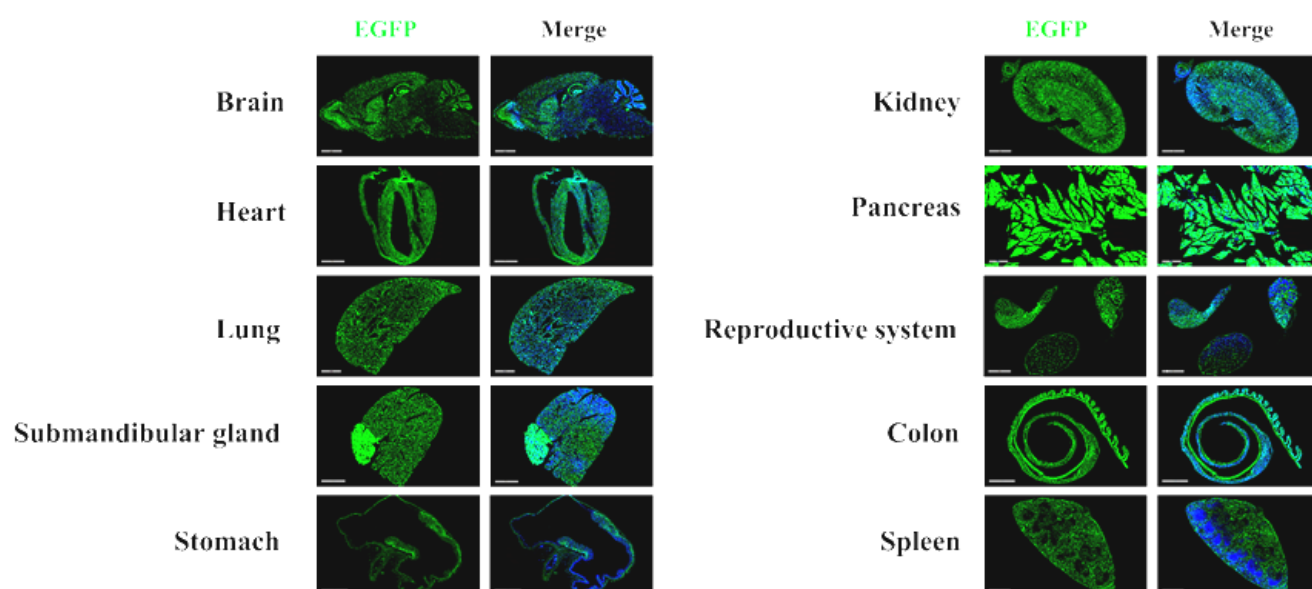 EGFP Merge EGFP Merge
Brain Kidney
Heart Pancreas
Lung Reproductive system
Submandibular gland Colon
Stomach Spleen